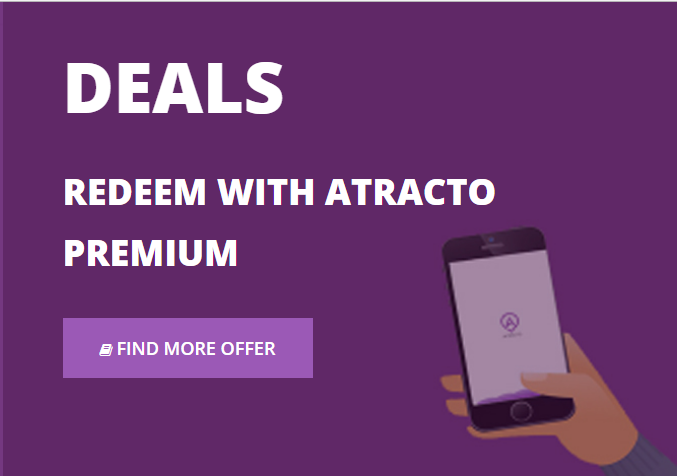 DEALS
REDEEM WITH ATRACTO
PREMIUM
FIND MORE OFFER